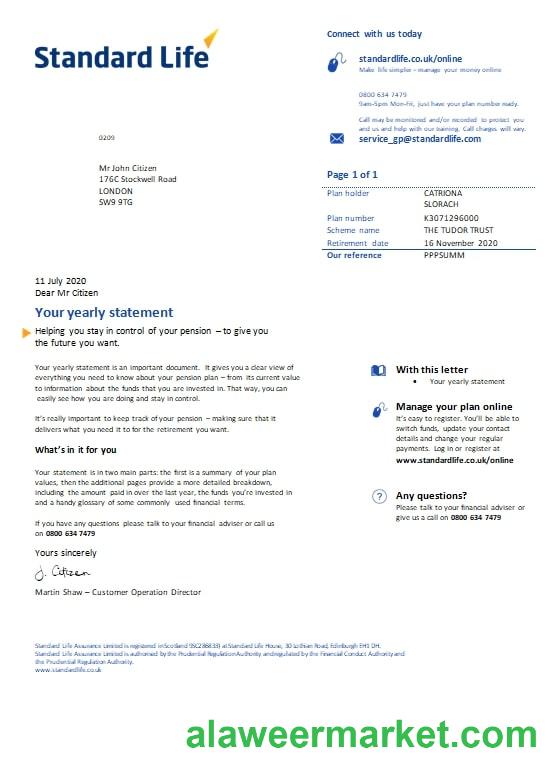 Standard Life
Connect with us today
standardlife.co.uk/online
Make life simpler - manage your money online
0800 634 7479
9am-5pm Mon-Fri, just have your plan number ready.
Call may be monitored and/or recorded to protect you
and us and help with our training. Call charges will vary.
service_gp@standardlife.com
0209
Mr John Citizen
176C Stockwell Road
LONDON
SW9 9TG
Page 1 of 1
Plan holder CATRIONA
SLORACH
Plan number K3071296000
Scheme name THE TUDOR TRUST
Retirement date 16 November 2020
Our reference PPPSUMM
11 July 2020
Dear Mr Citizen
Your yearly statement
Helping you stay in control of your pension – to give you
the future you want.
Your yearly statement is an important document. It gives you a clear view of
everything you need to know about your pension plan – from its current value
to information about the funds that you are invested in. That way, you can
easily see how you are doing and stay in control.
It's really important to keep track of your pension – making sure that it
delivers what you need it to for the retirement you want.
What's in it for you
Your statement is in two main parts: the first is a summary of your plan
values, then the additional pages provide a more detailed breakdown,
including the amount paid in over the last year, the funds you're invested in
and a handy glossary of some commonly used financial terms.
If you have any questions please talk to your financial adviser or call us
on 0800 634 7479
Yours sincerely
J. Citizen
Martin Shaw – Customer Operation Director
With this letter
• Your yearly statement
Manage your plan online
It's easy to register. You'll be able to
switch funds, update your contact
details and change your regular
payments. Log in or register at
www.standardlife.co.uk/online
Any questions?
Please talk to your financial adviser or
give us a call on 0800 634 7479
Standard Life Assurance Limited is registered in Scotland 9SC286833) at Standard Life House, 30 Lothian Road, Edinburgh EH1 DH.
Standard Life Assurance Limited is authorised by the Prudential Regulation Authority and regulated by the Financial Conduct Authority and
the Prudential Regulation Authority.
www.standardlife.co.uk
alaweermarket.com